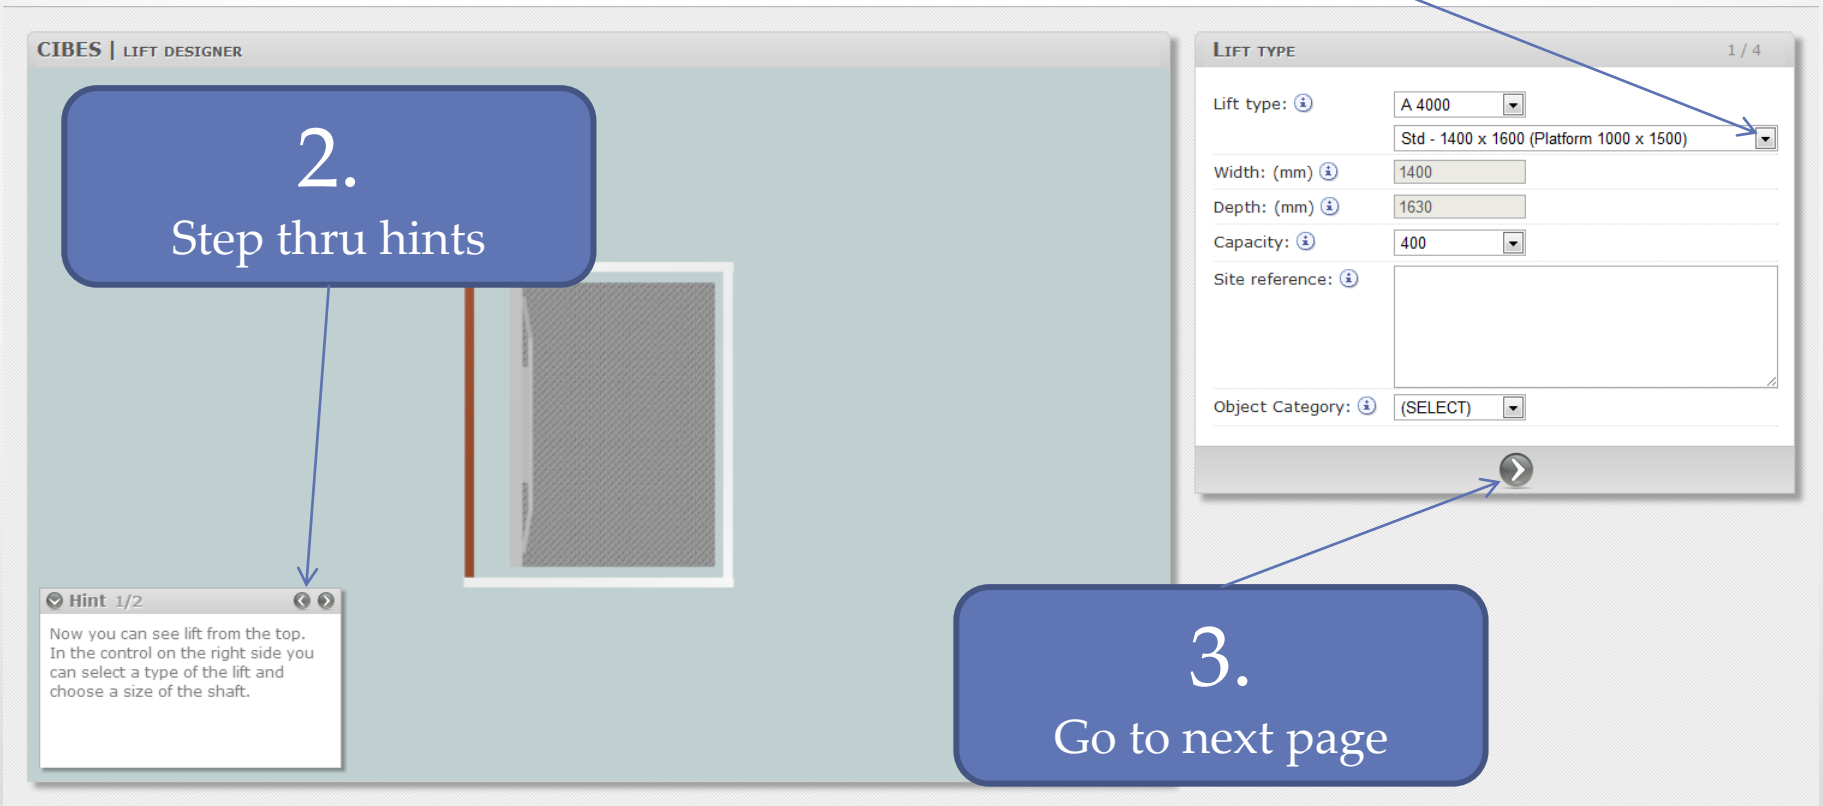 CIBES | LIFT DESIGNER
2.
Step thru hints
Hint 1/2
Now you can see lift from the top.
In the control on the right side you
can select a type of the lift and
choose a size of the shaft.
LIFT TYPE 1 / 4
Lift type: A 4000
Std - 1400 x 1600 (Platform 1000 x 1500)
Width: (mm) 1400
Depth: (mm) 1630
Capacity: 400
Site reference:
Object Category: (SELECT)
3.
Go to next page